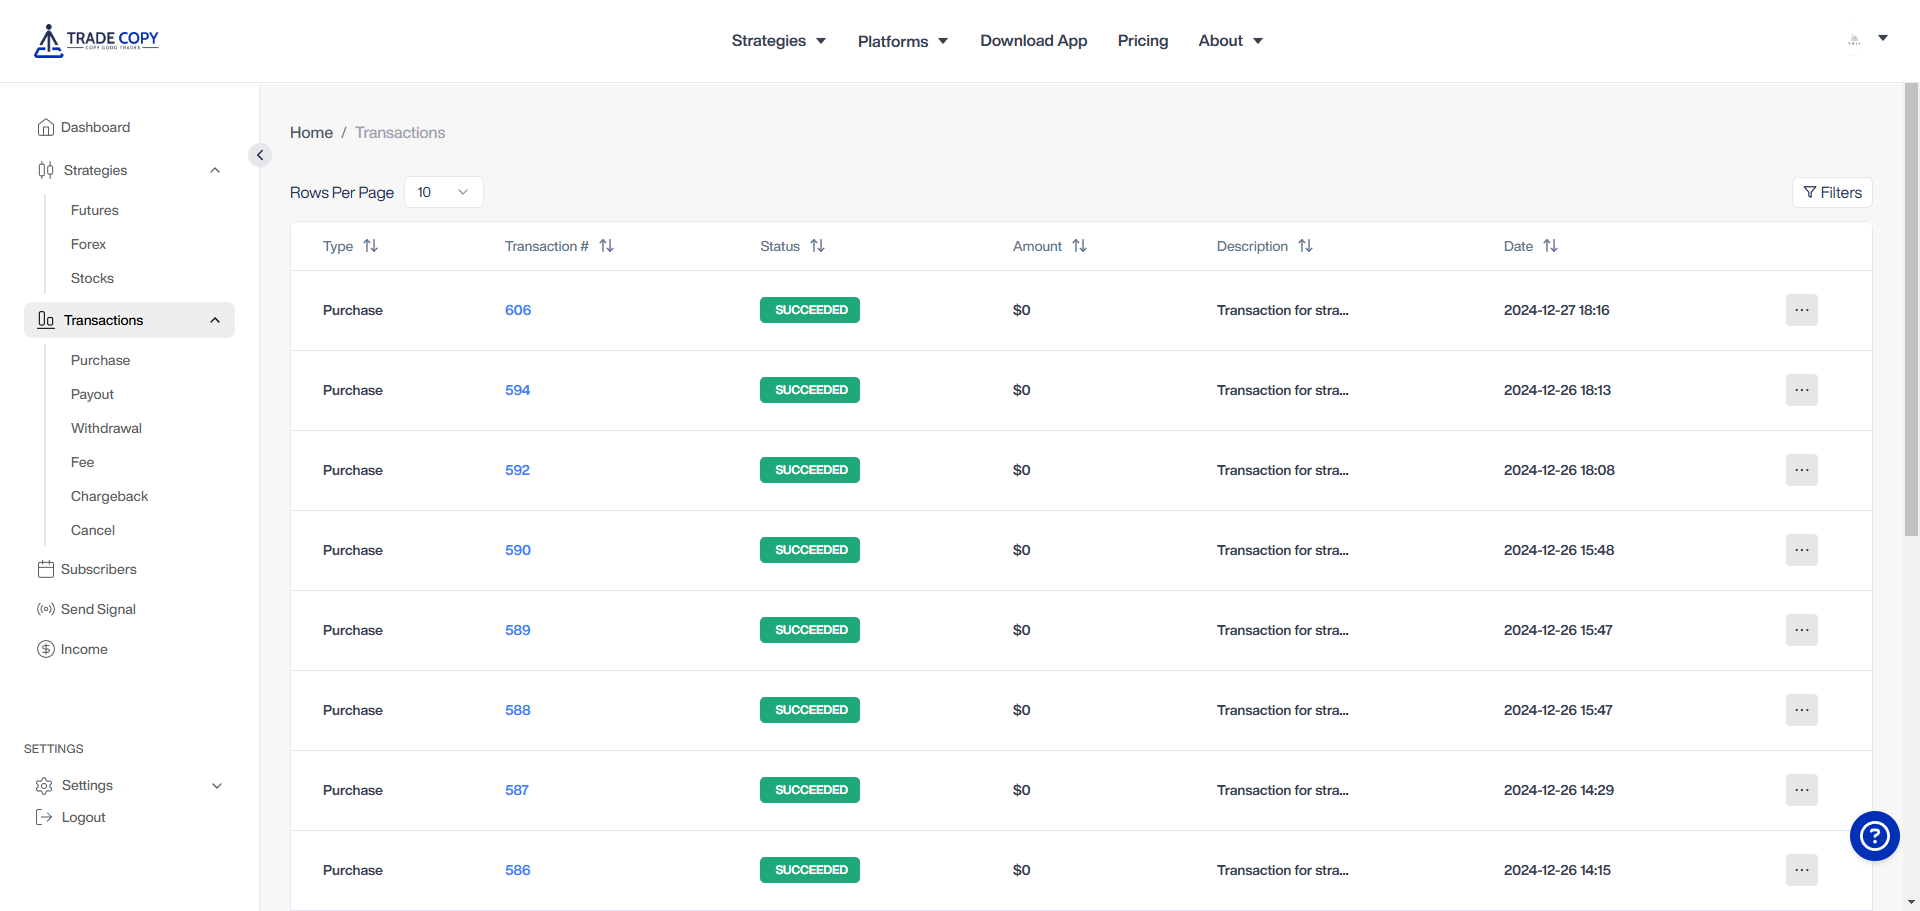 TRADE COPY
COPY GOOD TRADES
Strategies
Platforms
Download App
Pricing
About
Dashboard
Strategies
Futures
Forex
Stocks
Transactions
Purchase
Payout
Withdrawal
Fee
Chargeback
Cancel
Subscribers
Send Signal
Income
SETTINGS
Settings
Logout
Home / Transactions
Rows Per Page 10
Filters
Type Transaction # Status Amount Description Date
Purchase 606 SUCCEEDED $0 Transaction for stra... 2024-12-27 18:16 ...
Purchase 594 SUCCEEDED $0 Transaction for stra... 2024-12-26 18:13 ...
Purchase 592 SUCCEEDED $0 Transaction for stra... 2024-12-26 18:08 ...
Purchase 590 SUCCEEDED $0 Transaction for stra... 2024-12-26 15:48 ...
Purchase 589 SUCCEEDED $0 Transaction for stra... 2024-12-26 15:47 ...
Purchase 588 SUCCEEDED $0 Transaction for stra... 2024-12-26 15:47 ...
Purchase 587 SUCCEEDED $0 Transaction for stra... 2024-12-26 14:29 ...
Purchase 586 SUCCEEDED $0 Transaction for stra... 2024-12-26 14:15 ...
?